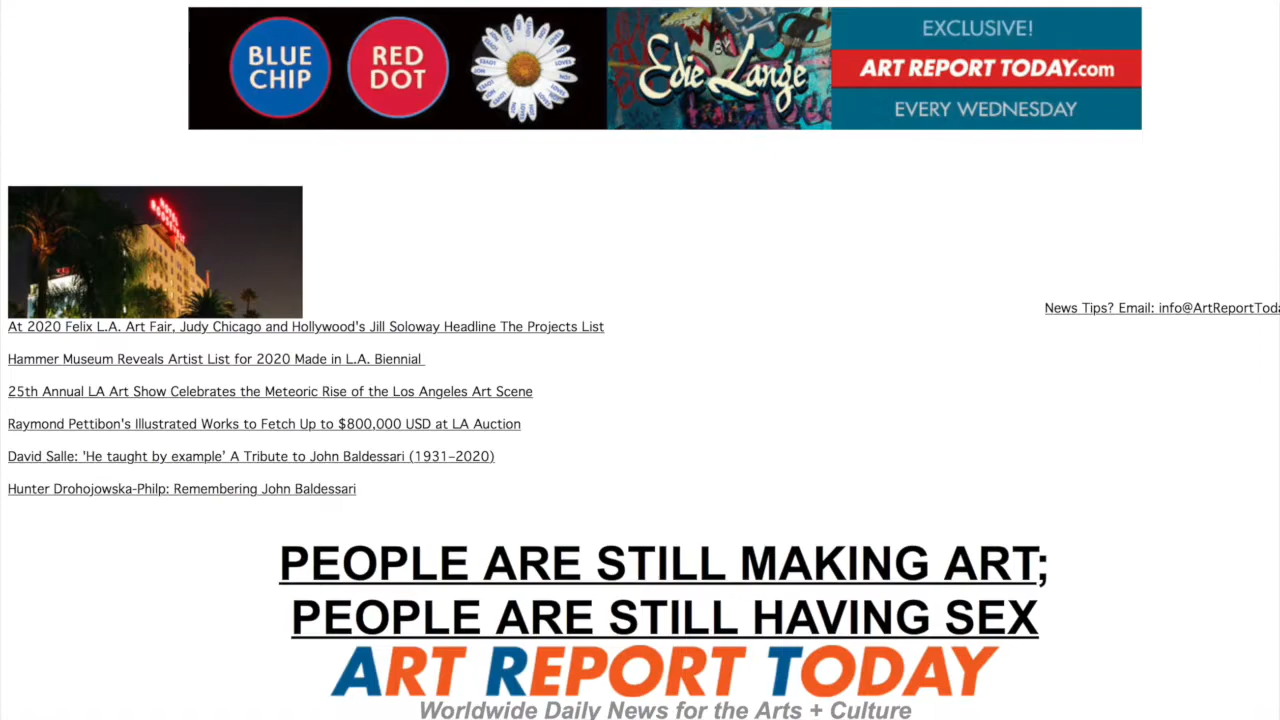 BLUE CHIP
RED DOT
Edie Lange
EXCLUSIVE!
ART REPORT TODAY.com
EVERY WEDNESDAY
News Tips? Email: info@ArtReportToda
At 2020 Felix L.A. Art Fair, Judy Chicago and Hollywood's Jill Soloway Headline The Projects List
Hammer Museum Reveals Artist List for 2020 Made in L.A. Biennial
25th Annual LA Art Show Celebrates the Meteoric Rise of the Los Angeles Art Scene
Raymond Pettibon's Illustrated Works to Fetch Up to $800,000 USD at LA Auction
David Salle: 'He taught by example' A Tribute to John Baldessari (1931–2020)
Hunter Drohojowska-Philp: Remembering John Baldessari
PEOPLE ARE STILL MAKING ART;
PEOPLE ARE STILL HAVING SEX
ART REPORT TODAY
Worldwide Daily News for the Arts + Culture